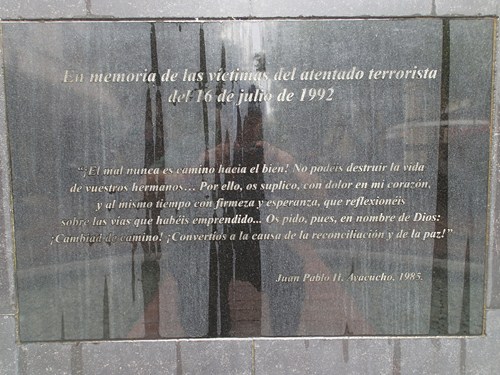 En memoria de las víctimas del atentado terrorista
del 16 de julio de 1992
“¡El mal nunca es camino hacia el bien! No podéis destruir la vida
de vuestros hermanos… Por ello, os suplico, con dolor en mi corazón,
y al mismo tiempo con firmeza y esperanza, que reflexionéis
sobre las vías que habéis emprendido... Os pido, pues, en nombre de Dios:
¡Cambiad de camino! ¡Convertíos a la causa de la reconciliación y de la paz!”
Juan Pablo II. Ayacucho. 1985.